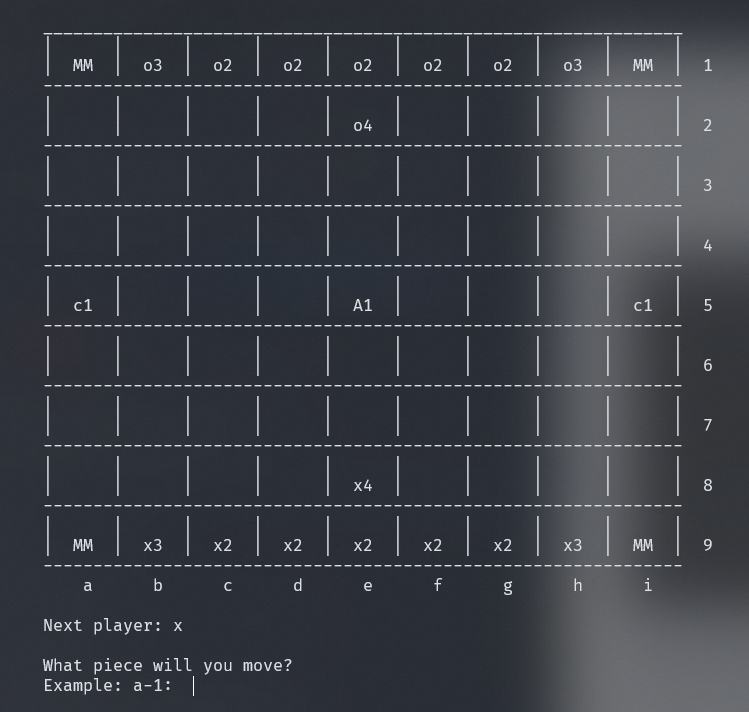 MM | o3 | o2 | o2 | o2 | o2 | o2 | o3 | MM | 1
| | | | o4 | | | | | 2
3
4
c1 | | | | A1 | | | | c1 | 5
6
7
| | | | x4 | | | | | 8
MM | x3 | x2 | x2 | x2 | x2 | x2 | x3 | MM | 9
a b c d e f g h i
Next player: x
What piece will you move?
Example: a-1: